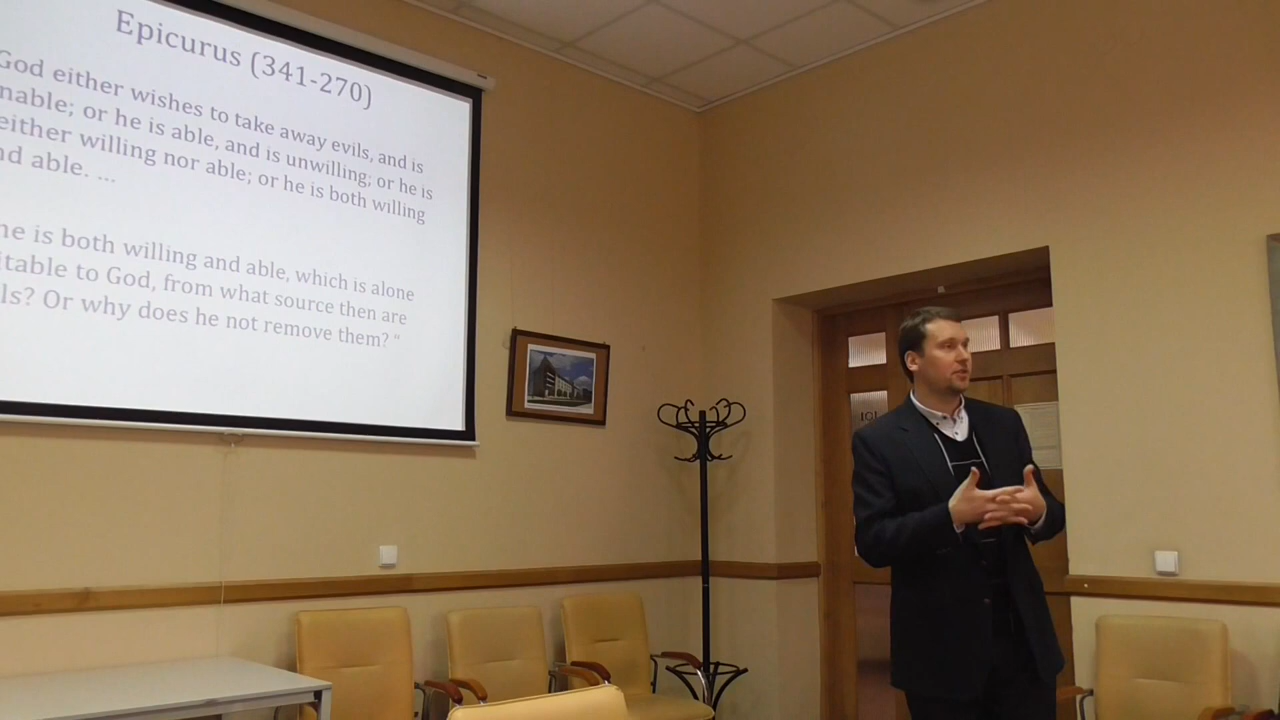 Epicurus (341-270)
God either wishes to take away evils, and is
able; or he is able, and is unwilling; or he is
either willing nor able; or he is both willing
nd able. ...
he is both willing and able, which is alone
itable to God, from what source then are
ls? Or why does he not remove them? “
101